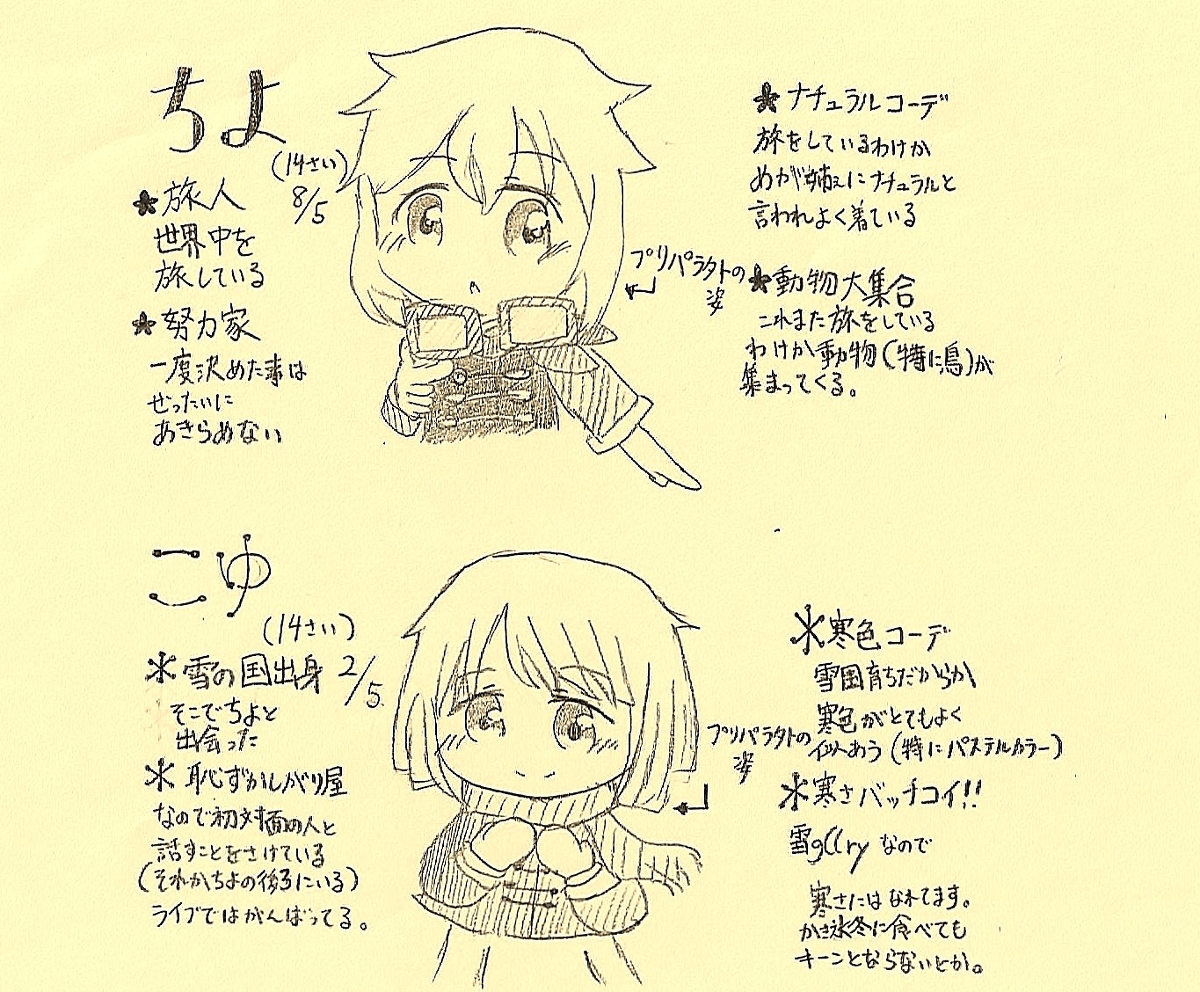 ちよ
(14さい)
8/5
★旅人
世界中を
旅している
★努力家
一度決めた事は
ぜったいに
あきらめない
プリパラタトの
姿
★ナチュラルコーデ
旅をしているわけか
めが姉ぇにナチュラルと
言われよく着ている
★動物大集合
これまた旅をしている
わけか動物(特に鳥)が
集まってくる。
こゆ
(14さい)
2/5
*雪の国出身
そこでちよと
出会った
*恥ずかしがり屋
なので初対面の人と
話すことをさけている
(それかちよの後ろにいる)
ライブではがんばってる。
プリパラタトの
姿
*寒色コーデ
雪国育ちだからか
寒色がとてもよく
似あう(特にパステルカラー)
*寒さバッチコイ!!
雪gllryなので
寒さにはなれてます。
かき氷冬に食べても
キーンとならないとか。